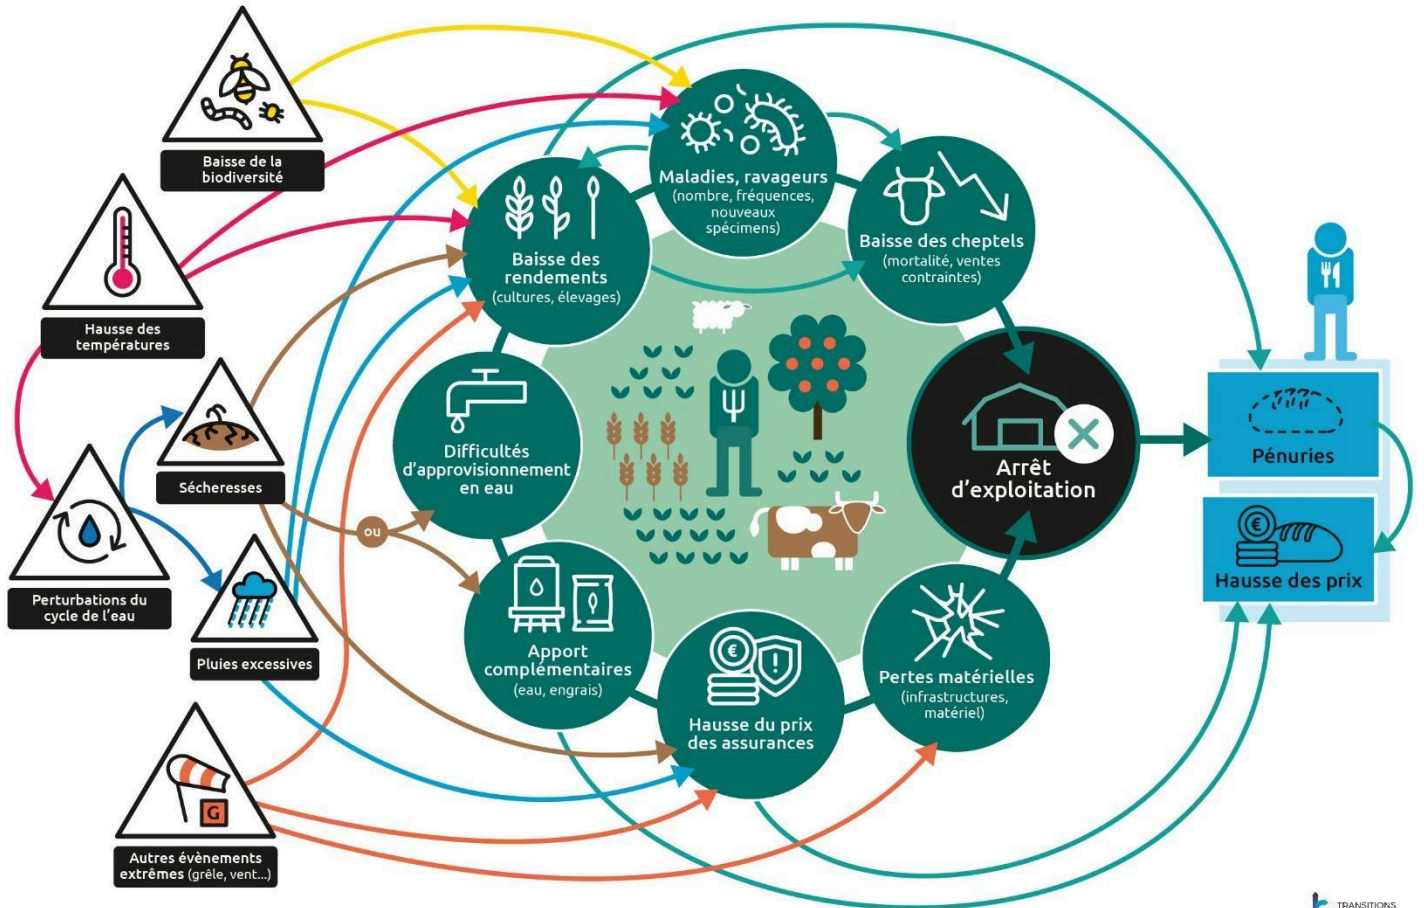 Baisse de la
biodiversité
Hausse des
températures
Sécheresses
Perturbations du
cycle de l'eau
Pluies excessives
Autres évènements
extrêmes (grêle, vent...)
G
ou
Maladies, ravageurs
(nombre, fréquences,
nouveaux
spécimens)
Baisse des
rendements
(cultures, élevages)
Baisse des cheptels
(mortalité, ventes
contraintes)
Difficultés
d'approvisionnement
en eau
Arrêt
d'exploitation
Apport
complémentaires
(eau, engrais)
€
Hausse du prix
des assurances
Pertes matérielles
(infrastructures,
matériel)
Pénuries
€
Hausse des prix
TRANSITIONS